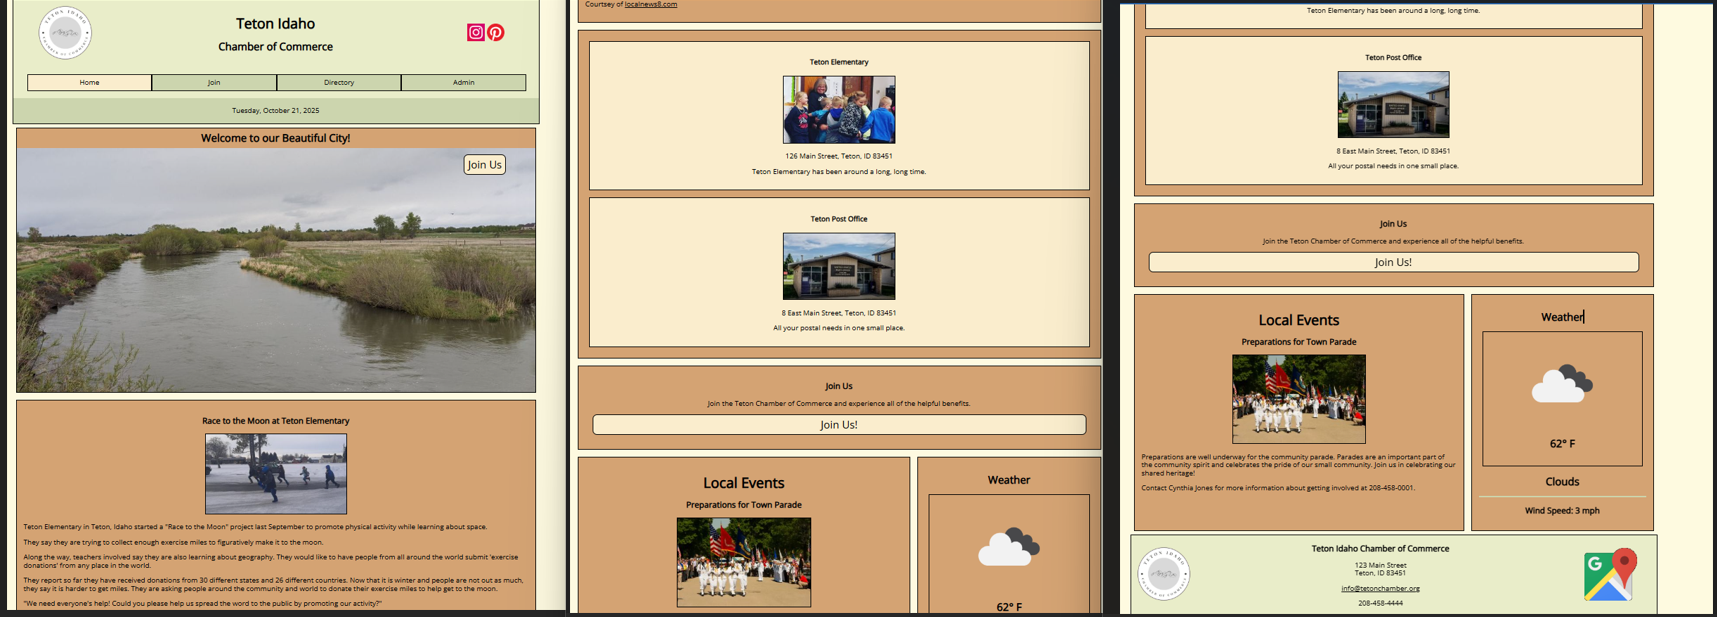 TETON IDAHO
CHAMBER OF COMMERCE
Teton Idaho
Chamber of Commerce
Home
Join
Directory
Admin
Tuesday, October 21, 2025
Welcome to our Beautiful City!
Join Us
Race to the Moon at Teton Elementary
Teton Elementary in Teton, Idaho started a "Race to the Moon" project last September to promote physical activity while learning about space.
They say they are trying to collect enough exercise miles to figuratively make it to the moon.
Along the way, teachers involved say they are also learning about geography. They would like to have people from all around the world submit 'exercise
donations' from any place in the world.
They report so far they have received donations from 30 different states and 26 different countries. Now that it is winter and people are not out as much,
they say it is harder to get miles. They are asking people around the community and world to donate their exercise miles to help get to the moon.
"We need everyone's help! Could you please help us spread the word to the public by promoting our activity?"
Courtsey of localnews8.com
Teton Elementary
126 Main Street, Teton, ID 83451
Teton Elementary has been around a long, long time.
Teton Post Office
8 East Main Street, Teton, ID 83451
All your postal needs in one small place.
Join Us
Join the Teton Chamber of Commerce and experience all of the helpful benefits.
Join Us!
Local Events
Preparations for Town Parade
Weather
62° F
Teton Elementary has been around a long, long time.
Teton Post Office
8 East Main Street, Teton, ID 83451
All your postal needs in one small place.
Join Us
Join the Teton Chamber of Commerce and experience all of the helpful benefits.
Join Us!
Local Events
Preparations for Town Parade
Preparations are well underway for the community parade. Parades are an important part of
the community spirit and celebrates the pride of our small community. Join us in celebrating our
shared heritage!
Contact Cynthia Jones for more information about getting involved at 208-458-0001.
Weather
62° F
Clouds
Wind Speed: 3 mph
TETON IDAHO
CHAMBER OF COMMERCE
Teton Idaho Chamber of Commerce
123 Main Street
Teton, ID 83451
info@tetonchamber.org
208-458-4444
G